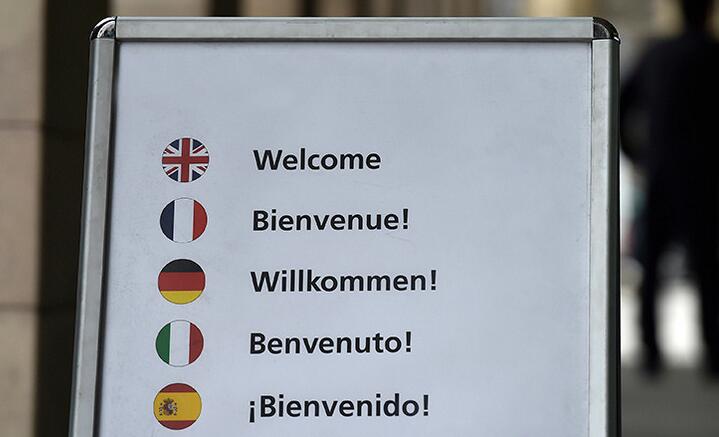 Welcome
Bienvenue!
Willkommen!
Benvenuto!
¡Bienvenido!